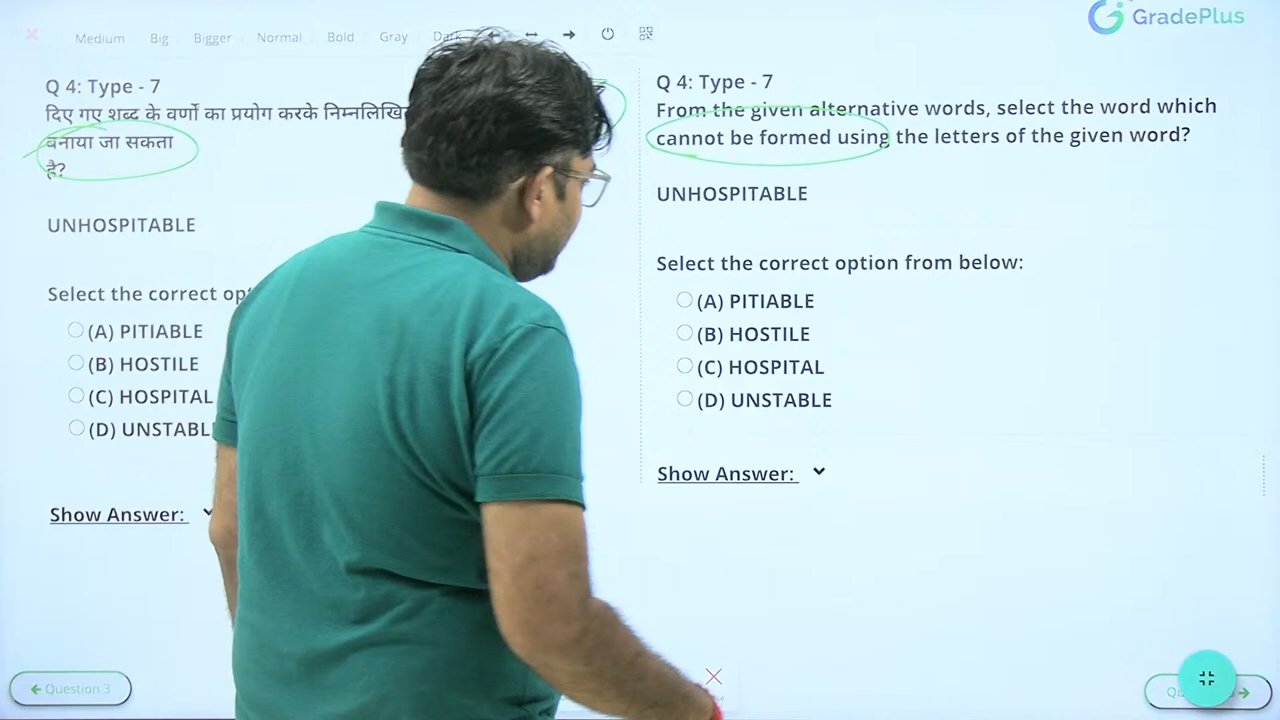 Medium Big Bigger Normal Bold Gray
GradePlus
Q 4: Type - 7
दिए गए शब्द के वर्णों का प्रयोग करके
बनाया जा सकता
है?
UNHOSPITABLE
Select the correct
(A) PITIABLE
(B) HOSTILE
(C) HOSPITAL
(D)
Show Answer:
Question 3
Q 4: Type - 7
From the given alternative words, select the word which
cannot be formed using the letters of the given word?
UNHOSPITABLE
Select the correct option from below:
(A) PITIABLE
(B) HOSTILE
(C) HOSPITAL
(D) UNSTABLE
Show Answer: